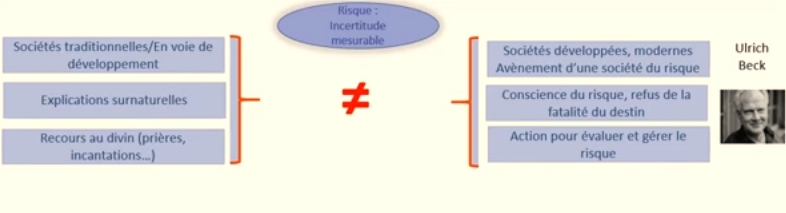 Risque :
Incertitude
mesurable
Sociétés traditionnelles/En voie de
développement
Explications surnaturelles
Recours au divin (prières,
incantations...)
≠
Sociétés développées, modernes
Avènement d'une société du risque
Conscience du risque, refus de la
fatalité du destin
Action pour évaluer et gérer le
risque
Ulrich
Beck